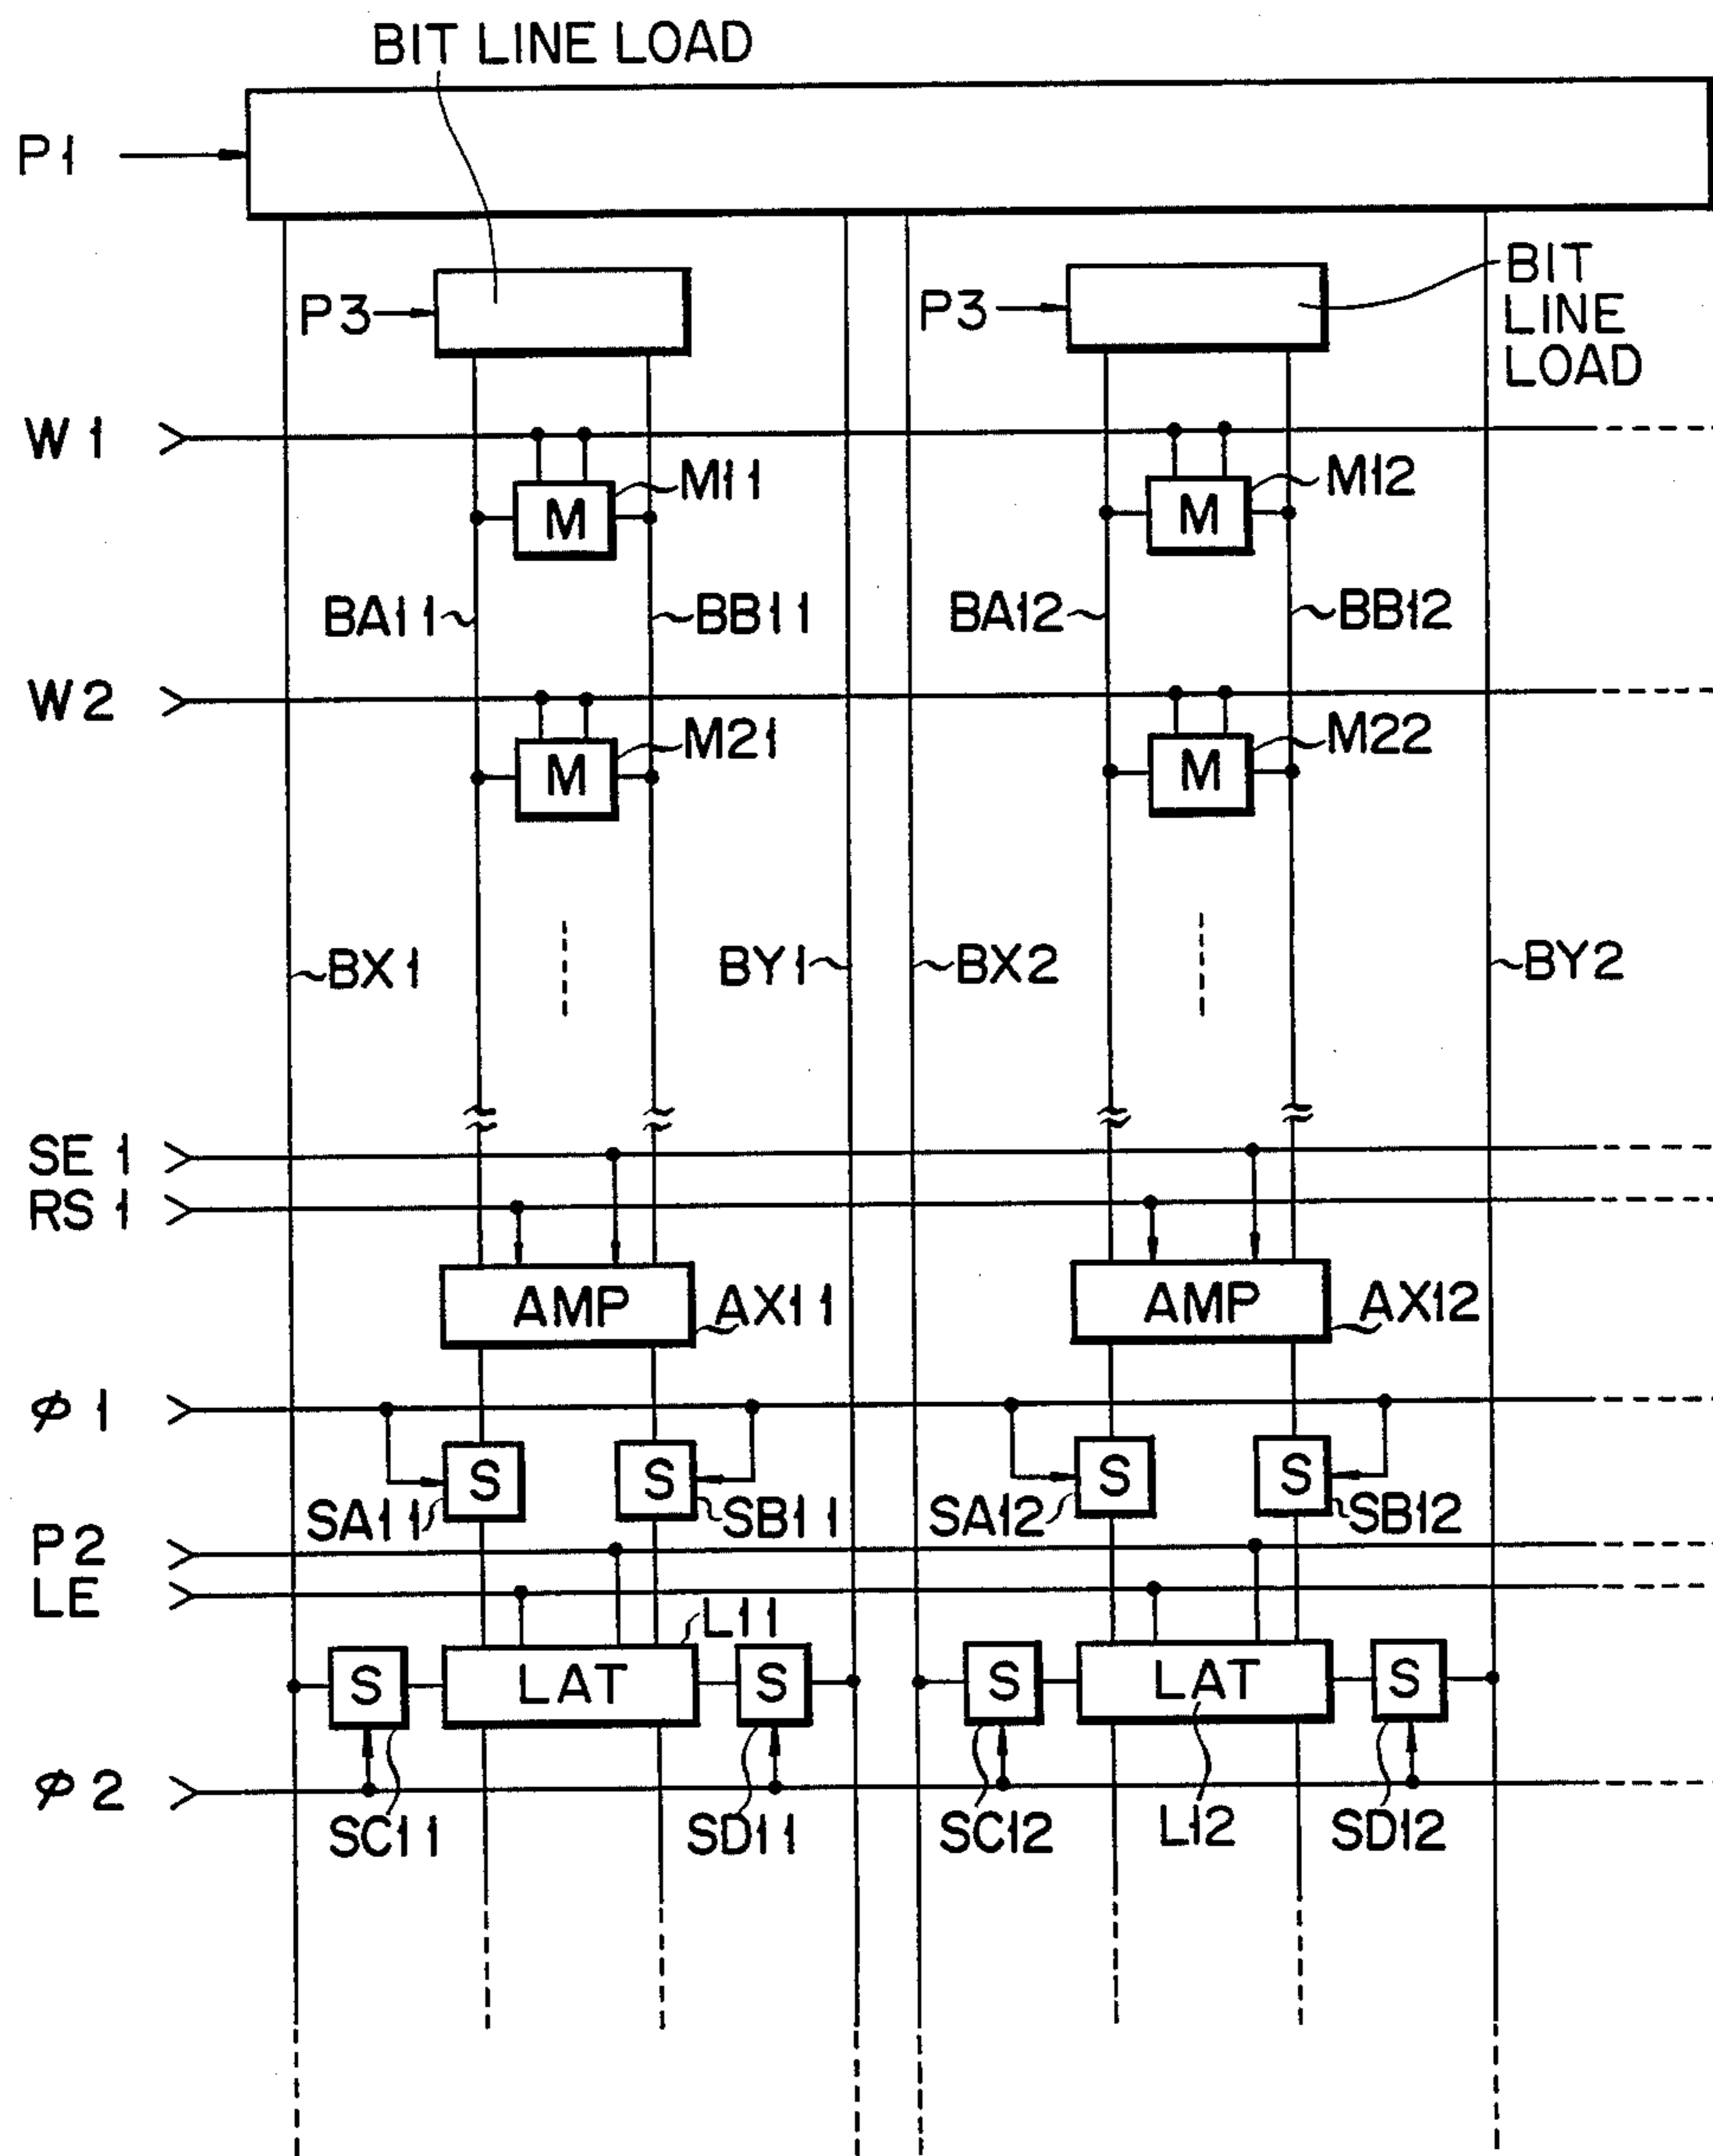 BIT LINE LOAD
P1
P3
P3
BIT
LINE
LOAD
W1
M11
M
M12
M
BA11
BB11
BA12
BB12
W2
M21
M
M22
M
BX1
BY1
BX2
BY2
SE1
RS1
AMP
AX11
AMP
AX12
ø1
S
S
S
S
SA11
SB11
SA12
SB12
P2
LE
L11
S
LAT
S
S
LAT
S
ø2
SC11
SD11
SC12
L12
SD12